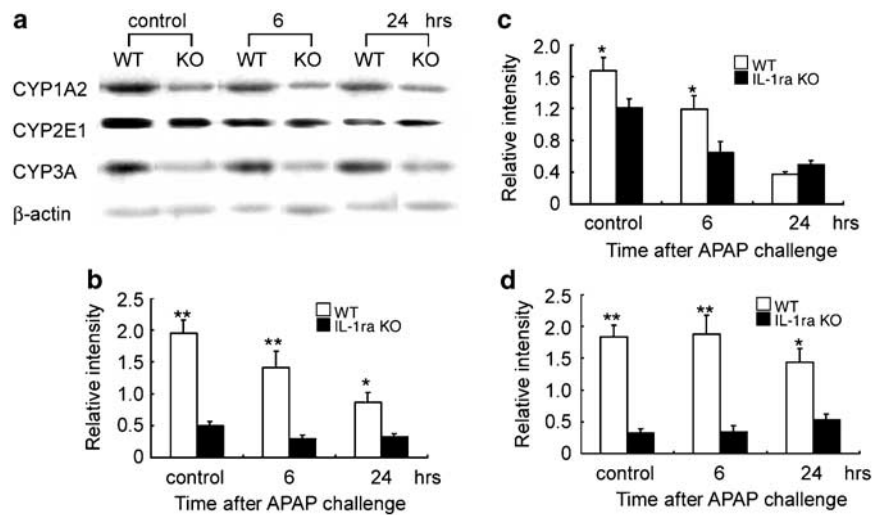 a
control 6 24 hrs
WT KO WT KO WT KO
CYP1A2
CYP2E1
CYP3A
β-actin
b
Relative intensity
2.5
2.0
1.5
1.0
0.5
0
** ** *
WT
IL-1ra KO
control 6 24 hrs
Time after APAP challenge
c
Relative intensity
2.0
1.6
1.2
0.8
0.4
0
* *
WT
IL-1ra KO
control 6 24 hrs
Time after APAP challenge
d
Relative intensity
2.5
2.0
1.5
1.0
0.5
0
** ** *
WT
IL-1ra KO
control 6 24 hrs
Time after APAP challenge